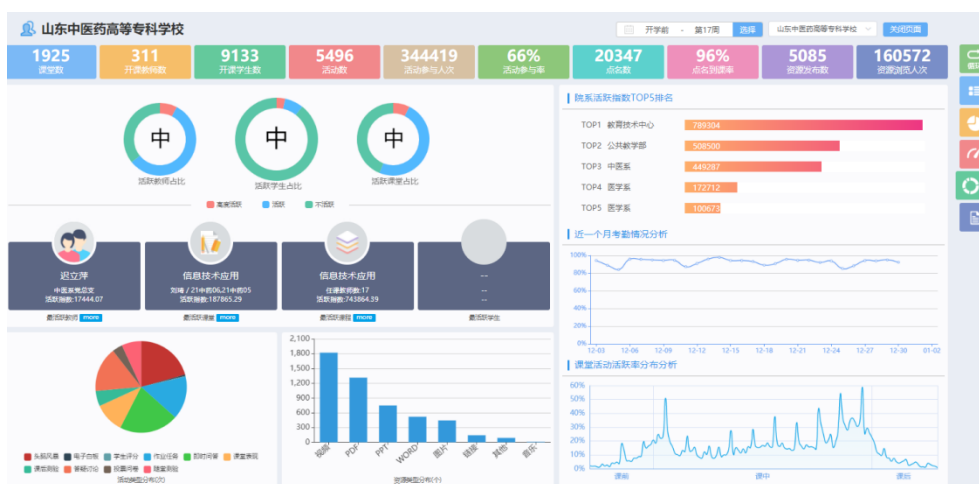 山东中医药高等专科学校
开学前 - 第17周 选择 山东中医药高等专科学校 关闭页面
1925 311 9133 5496 344419 66% 20347 96% 5085 160572
课堂数 开课教师数 开课学生数 活动数 活动参与人次 活动参与率 点名数 点名到课率 资源发布数 资源浏览人次
中 中 中
活跃教师占比 活跃学生占比 活跃课堂占比
高度活跃 活跃 不活跃
迟立萍
中医系党总支
活跃指数:17444.07
最活跃教师 more
信息技术应用
刘琦 / 21中药06,21中药05
活跃指数:187865.29
最活跃课堂 more
信息技术应用
任课教师数:17
活跃指数:743864.39
最活跃课程 more
--
--
--
最活跃学生
院系活跃指数TOP5排名
TOP1 教育技术中心 789304
TOP2 公共教学部 508500
TOP3 中医系 449287
TOP4 医学系 172712
TOP5 医学系 100673
近一个月考勤情况分析
100%
80%
60%
40%
20%
12-03 12-06 12-09 12-12 12-15 12-18 12-21 12-24 12-27 12-30 01-02
头脑风暴 电子白板 学生评分 作业任务 即时问答 课堂表现
课后测验 答疑讨论 投票问卷 随堂测验
活动类型分布(次)
2,100
1,800
1,500
1,200
900
600
300
0
视频 PDF PPT WORD 图片 链接 其他 音乐
资源类型分布(个)
课堂活动活跃率分布分析
60%
50%
40%
30%
20%
10%
0%
课前 课中 课后